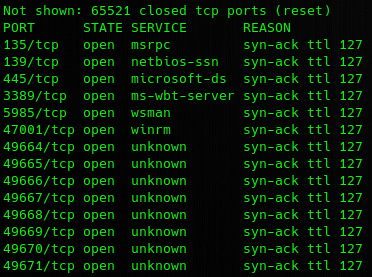 Not shown: 65521 closed tcp ports (reset)
PORT      STATE SERVICE       REASON
135/tcp   open  msrpc         syn-ack ttl 127
139/tcp   open  netbios-ssn   syn-ack ttl 127
445/tcp   open  microsoft-ds  syn-ack ttl 127
3389/tcp  open  ms-wbt-server syn-ack ttl 127
5985/tcp  open  wsman         syn-ack ttl 127
47001/tcp open  winrm         syn-ack ttl 127
49664/tcp open  unknown       syn-ack ttl 127
49665/tcp open  unknown       syn-ack ttl 127
49666/tcp open  unknown       syn-ack ttl 127
49667/tcp open  unknown       syn-ack ttl 127
49668/tcp open  unknown       syn-ack ttl 127
49669/tcp open  unknown       syn-ack ttl 127
49670/tcp open  unknown       syn-ack ttl 127
49671/tcp open  unknown       syn-ack ttl 127